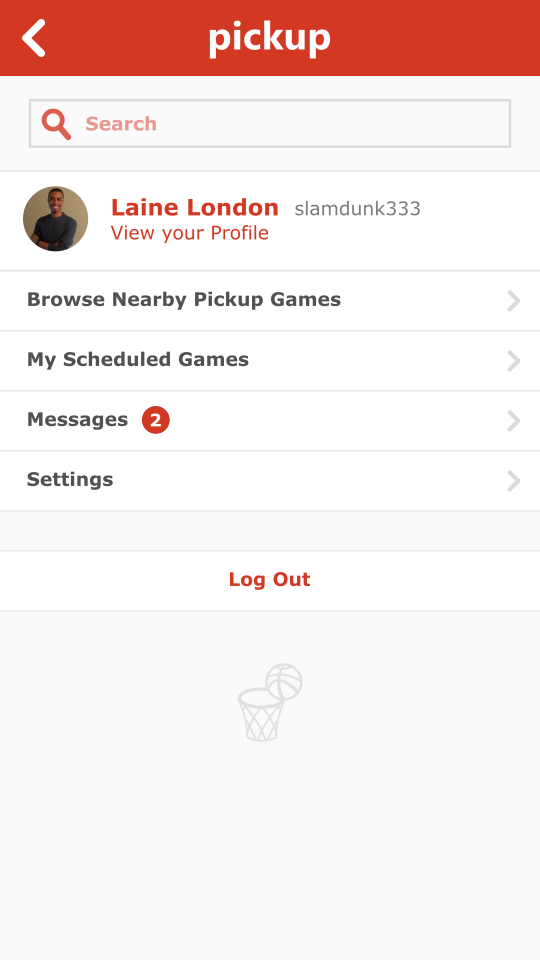 pickup
Search
Laine London slamdunk333
View your Profile
Browse Nearby Pickup Games
My Scheduled Games
Messages 2
Settings
Log Out